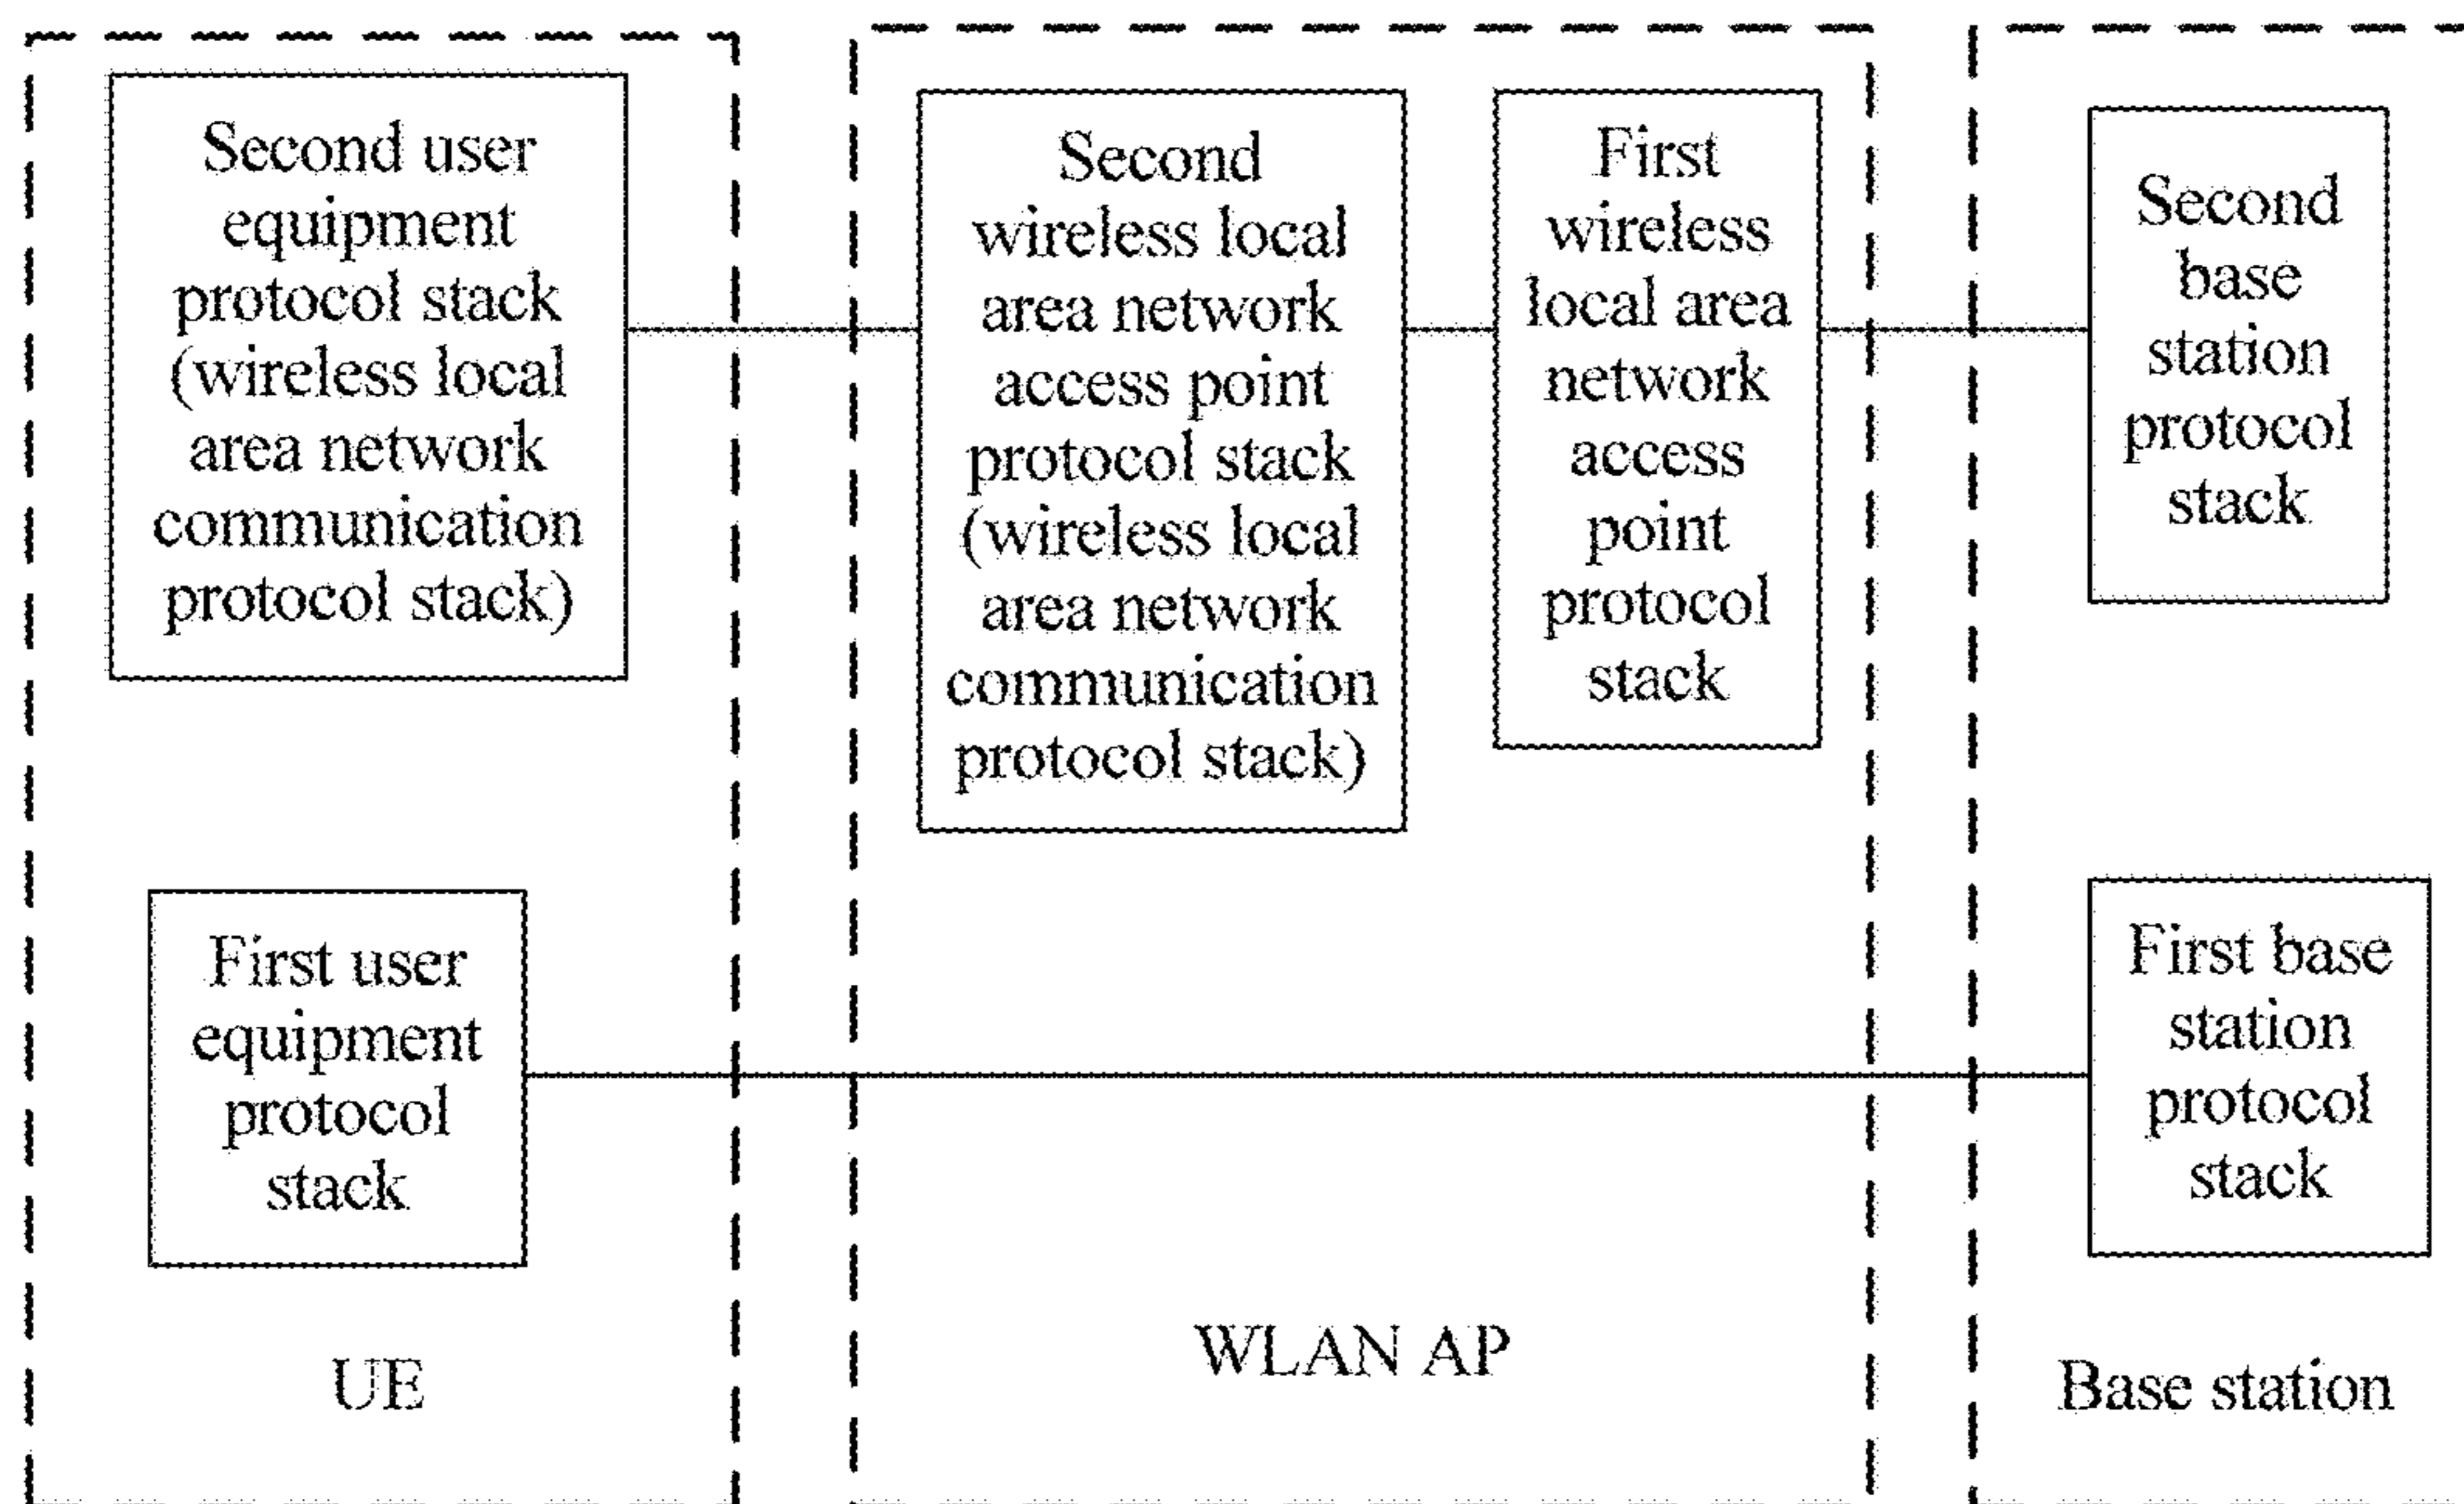 Second user
equipment
protocol stack
(wireless local
area network
communication
protocol stack)
Second
wireless local
area network
access point
protocol stack
(wireless local
area network
communication
protocol stack)
First
wireless
local area
network
access
point
protocol
stack
Second
base
station
protocol
stack
First user
equipment
protocol
stack
First base
station
protocol
stack
UE
WLAN AP
Base station